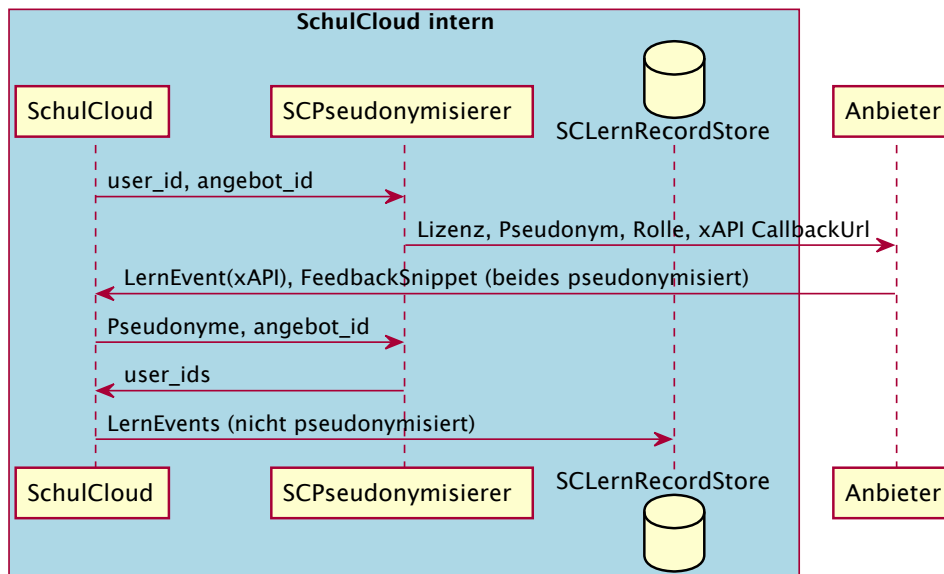 SchulCloud intern
SchulCloud
SCPseudonymisierer
SCLernRecordStore
Anbieter
user_id, angebot_id
Lizenz, Pseudonym, Rolle, xAPI CallbackUrl
LernEvent(xAPI), FeedbackSnippet (beides pseudonymisiert)
Pseudonyme, angebot_id
user_ids
LernEvents (nicht pseudonymisiert)
SchulCloud
SCPseudonymisierer
SCLernRecordStore
Anbieter